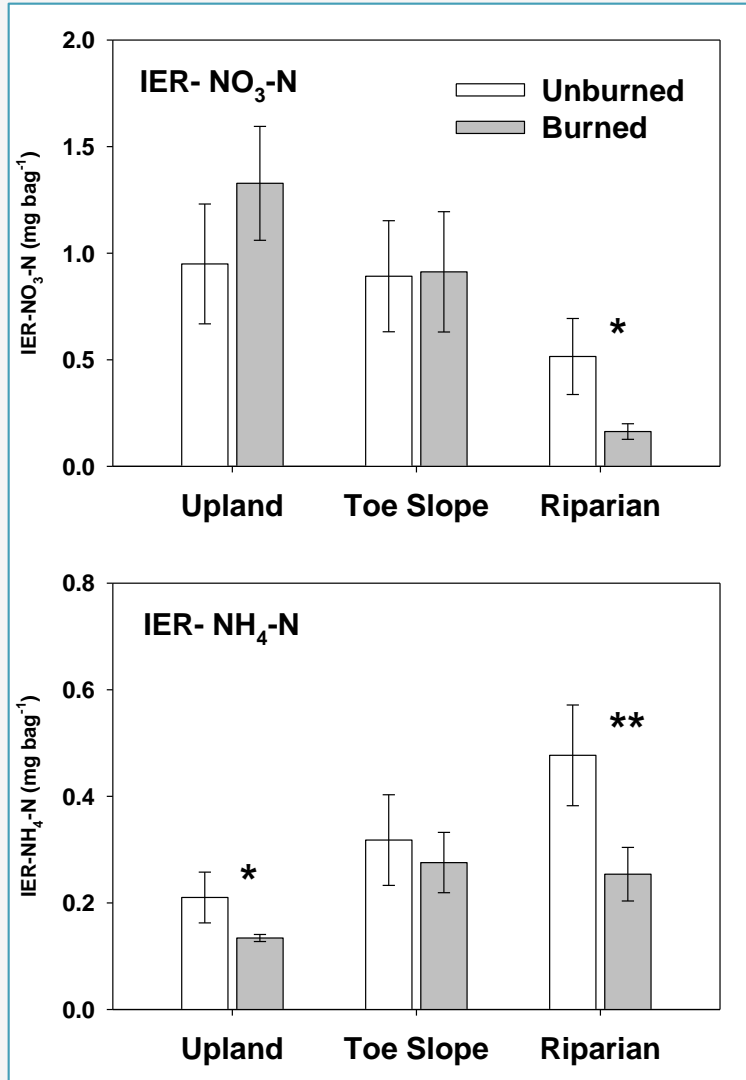 IER- NO₃-N
Unburned
Burned
IER-NO₃-N (mg bag⁻¹)
2.0
1.5
1.0
0.5
*
0.0
Upland Toe Slope Riparian
IER- NH₄-N
IER-NH₄-N (mg bag⁻¹)
0.8
0.6
**
0.4
*
0.2
0.0
Upland Toe Slope Riparian